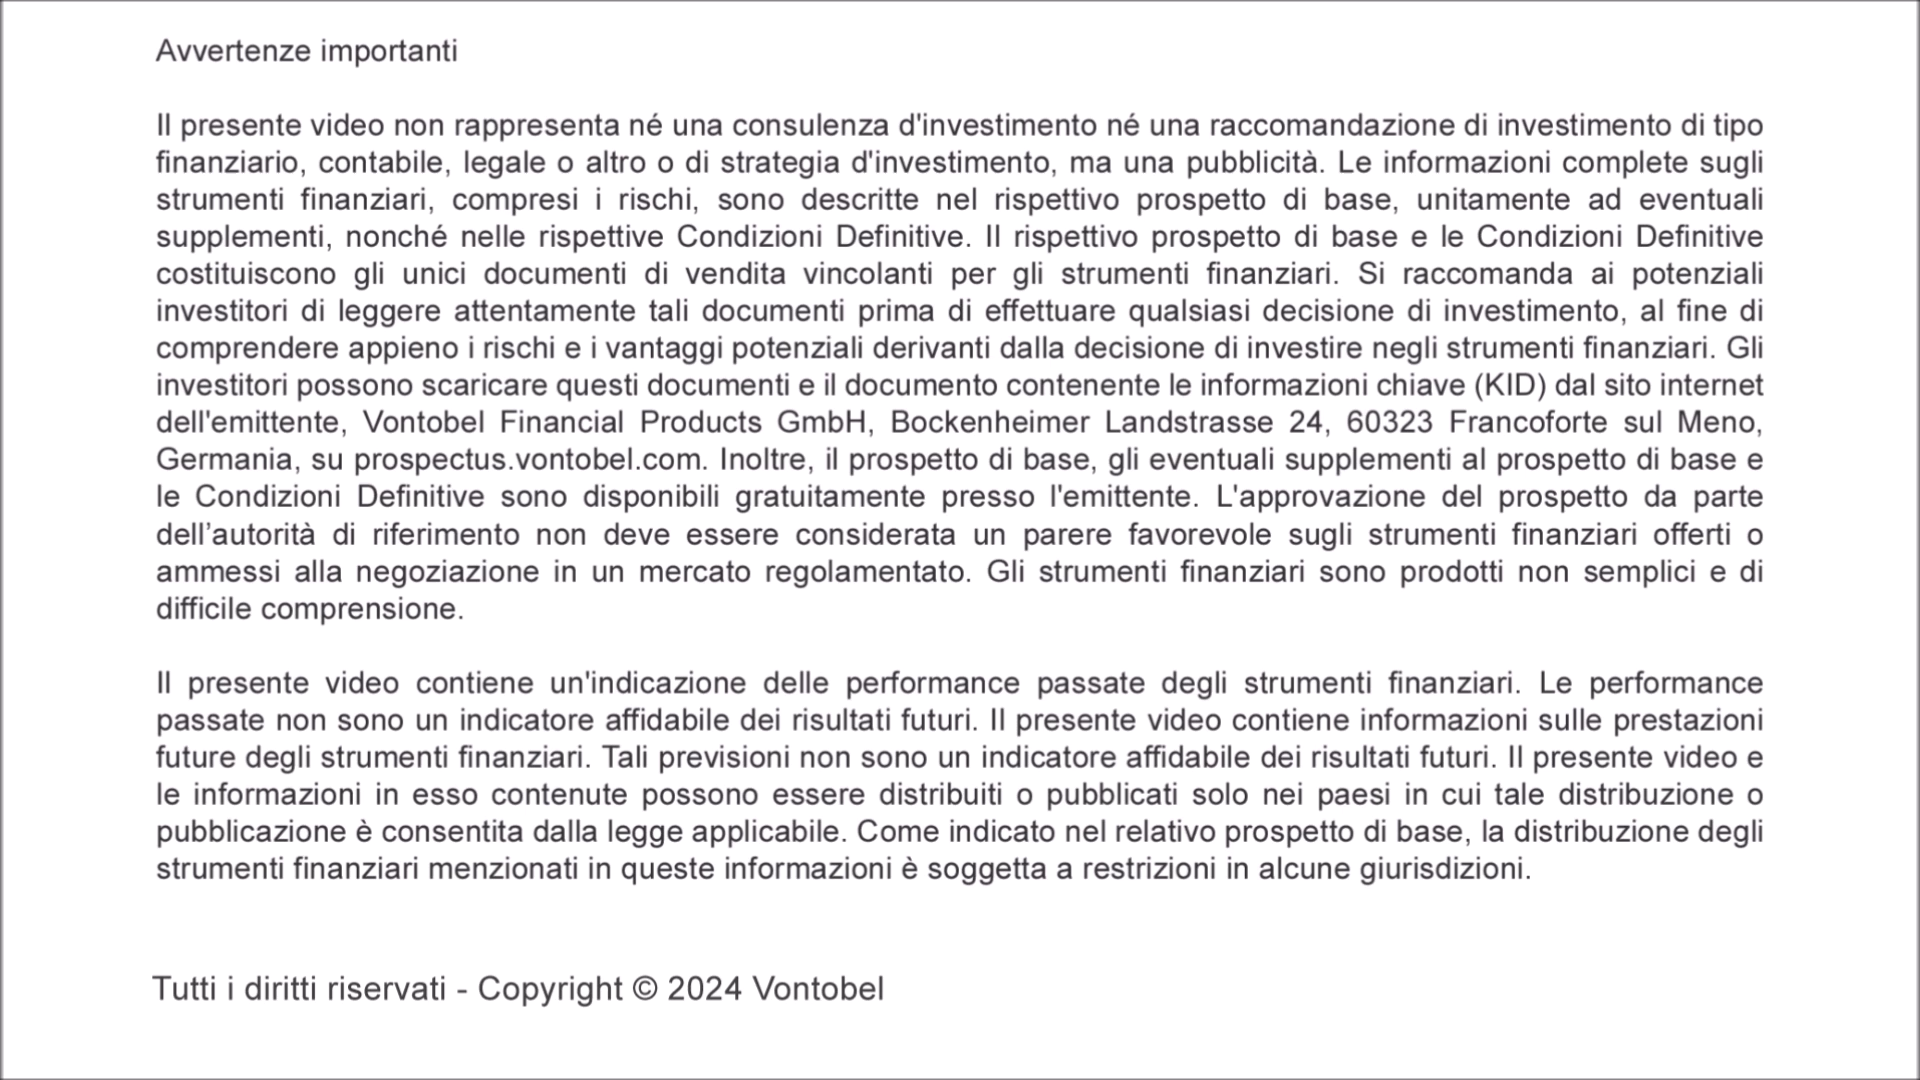 Avvertenze importanti
Il presente video non rappresenta né una consulenza d'investimento né una raccomandazione di investimento di tipo
finanziario, contabile, legale o altro o di strategia d'investimento, ma una pubblicità. Le informazioni complete sugli
strumenti finanziari, compresi i rischi, sono descritte nel rispettivo prospetto di base, unitamente ad eventuali
supplementi, nonché nelle rispettive Condizioni Definitive. Il rispettivo prospetto di base e le Condizioni Definitive
costituiscono gli unici documenti di vendita vincolanti per gli strumenti finanziari. Si raccomanda ai potenziali
investitori di leggere attentamente tali documenti prima di effettuare qualsiasi decisione di investimento, al fine di
comprendere appieno i rischi e i vantaggi potenziali derivanti dalla decisione di investire negli strumenti finanziari. Gli
investitori possono scaricare questi documenti e il documento contenente le informazioni chiave (KID) dal sito internet
dell'emittente, Vontobel Financial Products GmbH, Bockenheimer Landstrasse 24, 60323 Francoforte sul Meno,
Germania, su prospectus.vontobel.com. Inoltre, il prospetto di base, gli eventuali supplementi al prospetto di base e
le Condizioni Definitive sono disponibili gratuitamente presso l'emittente. L'approvazione del prospetto da parte
dell’autorità di riferimento non deve essere considerata un parere favorevole sugli strumenti finanziari offerti o
ammessi alla negoziazione in un mercato regolamentato. Gli strumenti finanziari sono prodotti non semplici e di
difficile comprensione.
Il presente video contiene un'indicazione delle performance passate degli strumenti finanziari. Le performance
passate non sono un indicatore affidabile dei risultati futuri. Il presente video contiene informazioni sulle prestazioni
future degli strumenti finanziari. Tali previsioni non sono un indicatore affidabile dei risultati futuri. Il presente video e
le informazioni in esso contenute possono essere distribuiti o pubblicati solo nei paesi in cui tale distribuzione o
pubblicazione è consentita dalla legge applicabile. Come indicato nel relativo prospetto di base, la distribuzione degli
strumenti finanziari menzionati in queste informazioni è soggetta a restrizioni in alcune giurisdizioni.
Tutti i diritti riservati - Copyright © 2024 Vontobel